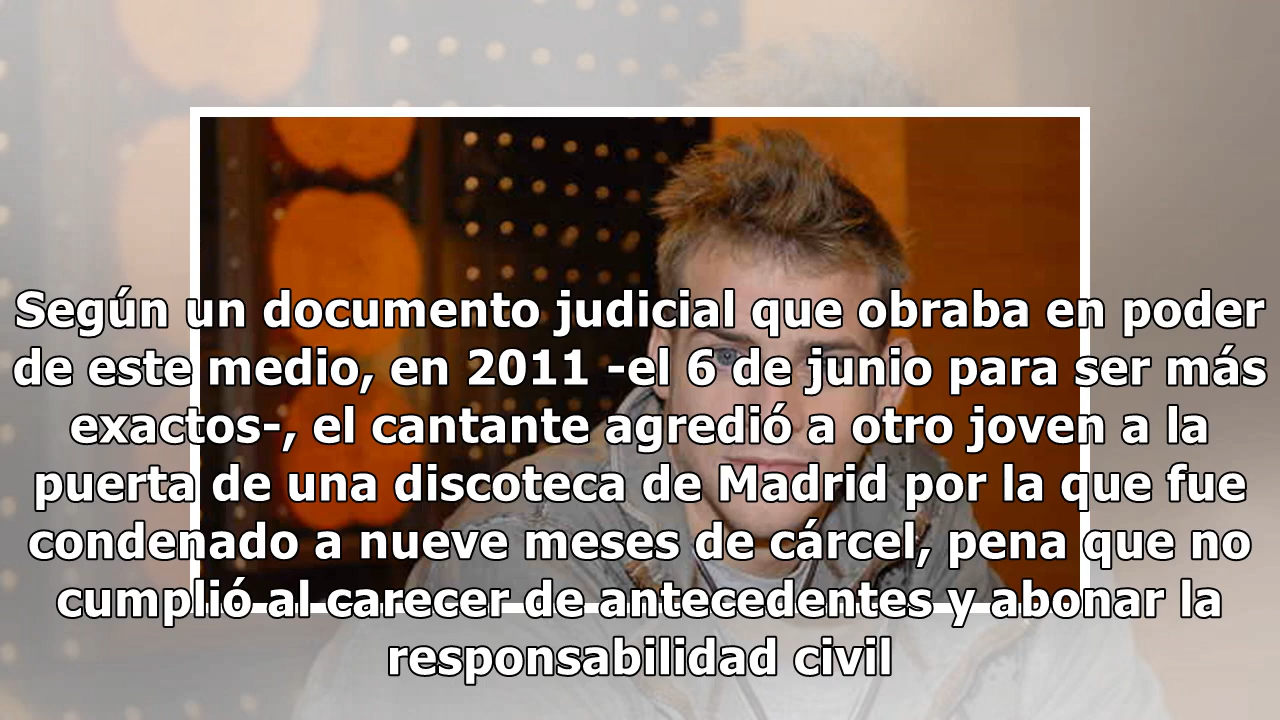 Según un documento judicial que obraba en poder
de este medio, en 2011 -el 6 de junio para ser más
exactos-, el cantante agredió a otro joven a la
puerta de una discoteca de Madrid por la que fue
condenado a nueve meses de cárcel, pena que no
cumplió al carecer de antecedentes y abonar la
responsabilidad civil